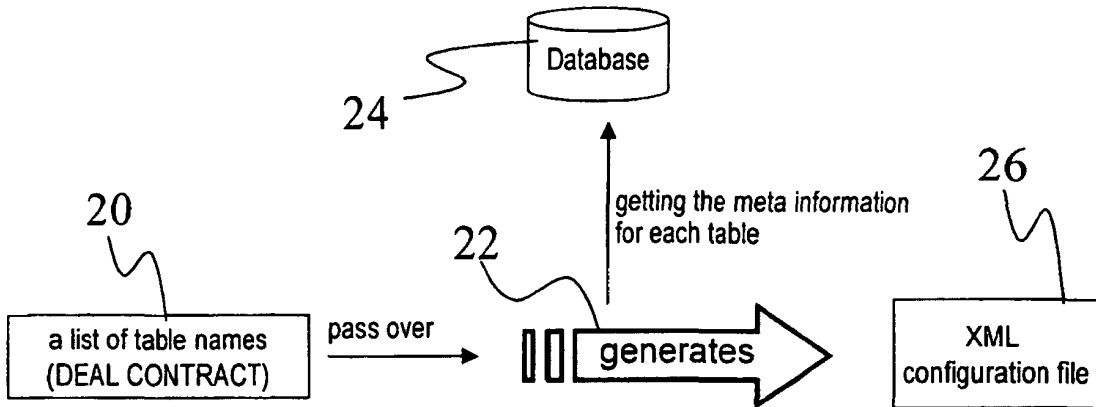 Database
24
getting the meta information
for each table
26
20
22
a list of table names
(DEAL CONTRACT)
pass over
generates
XML
configuration file